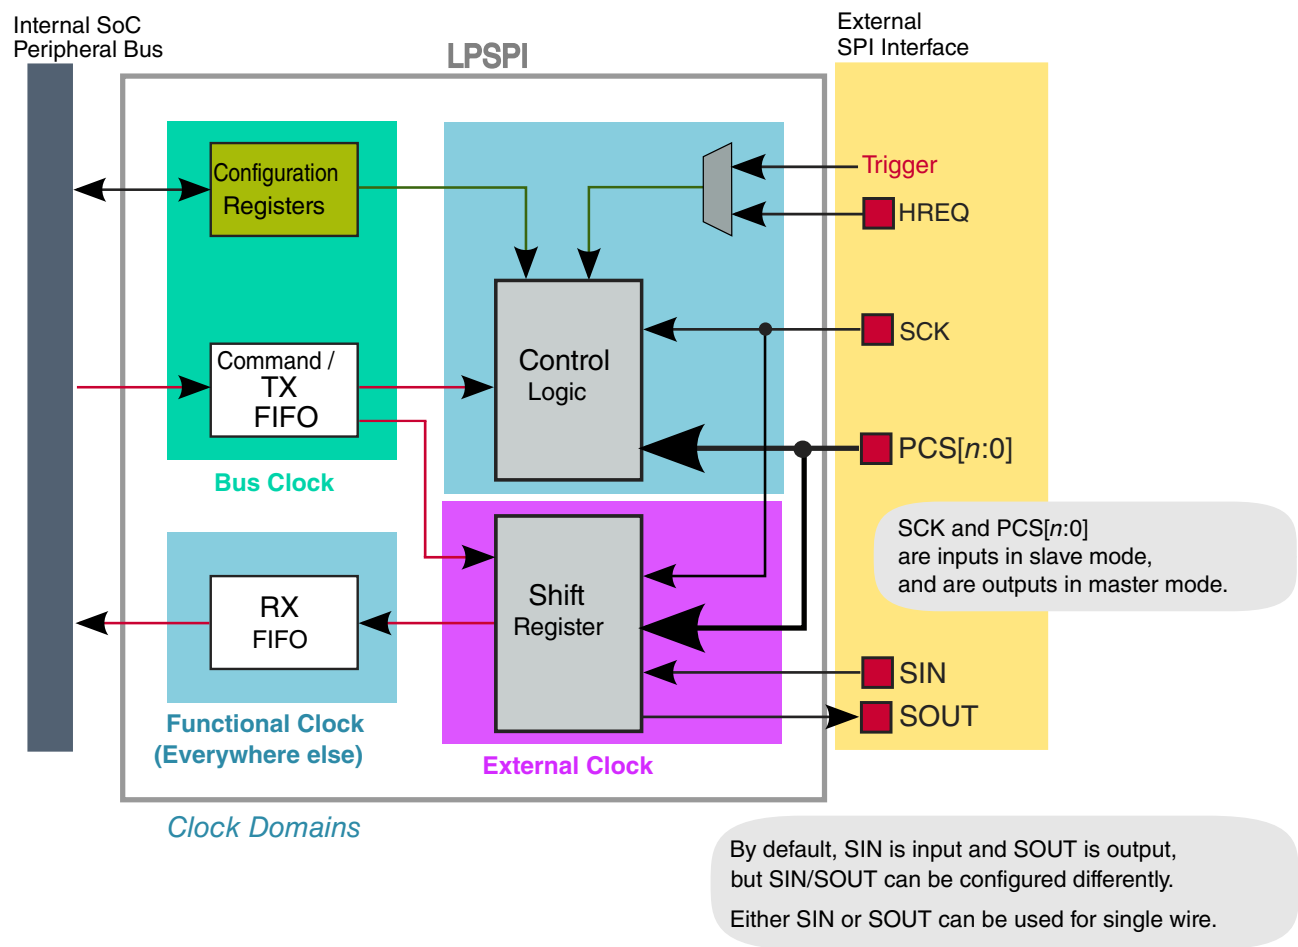 Internal SoC
Peripheral Bus
External
SPI Interface
LPSPI
Configuration
Registers
Trigger
HREQ
SCK
Command /
TX
FIFO
Control
Logic
PCS[n:0]
Bus Clock
SCK and PCS[n:0]
are inputs in slave mode,
and are outputs in master mode.
RX
FIFO
Shift
Register
SIN
SOUT
Functional Clock
(Everywhere else)
External Clock
Clock Domains
By default, SIN is input and SOUT is output,
but SIN/SOUT can be configured differently.
Either SIN or SOUT can be used for single wire.